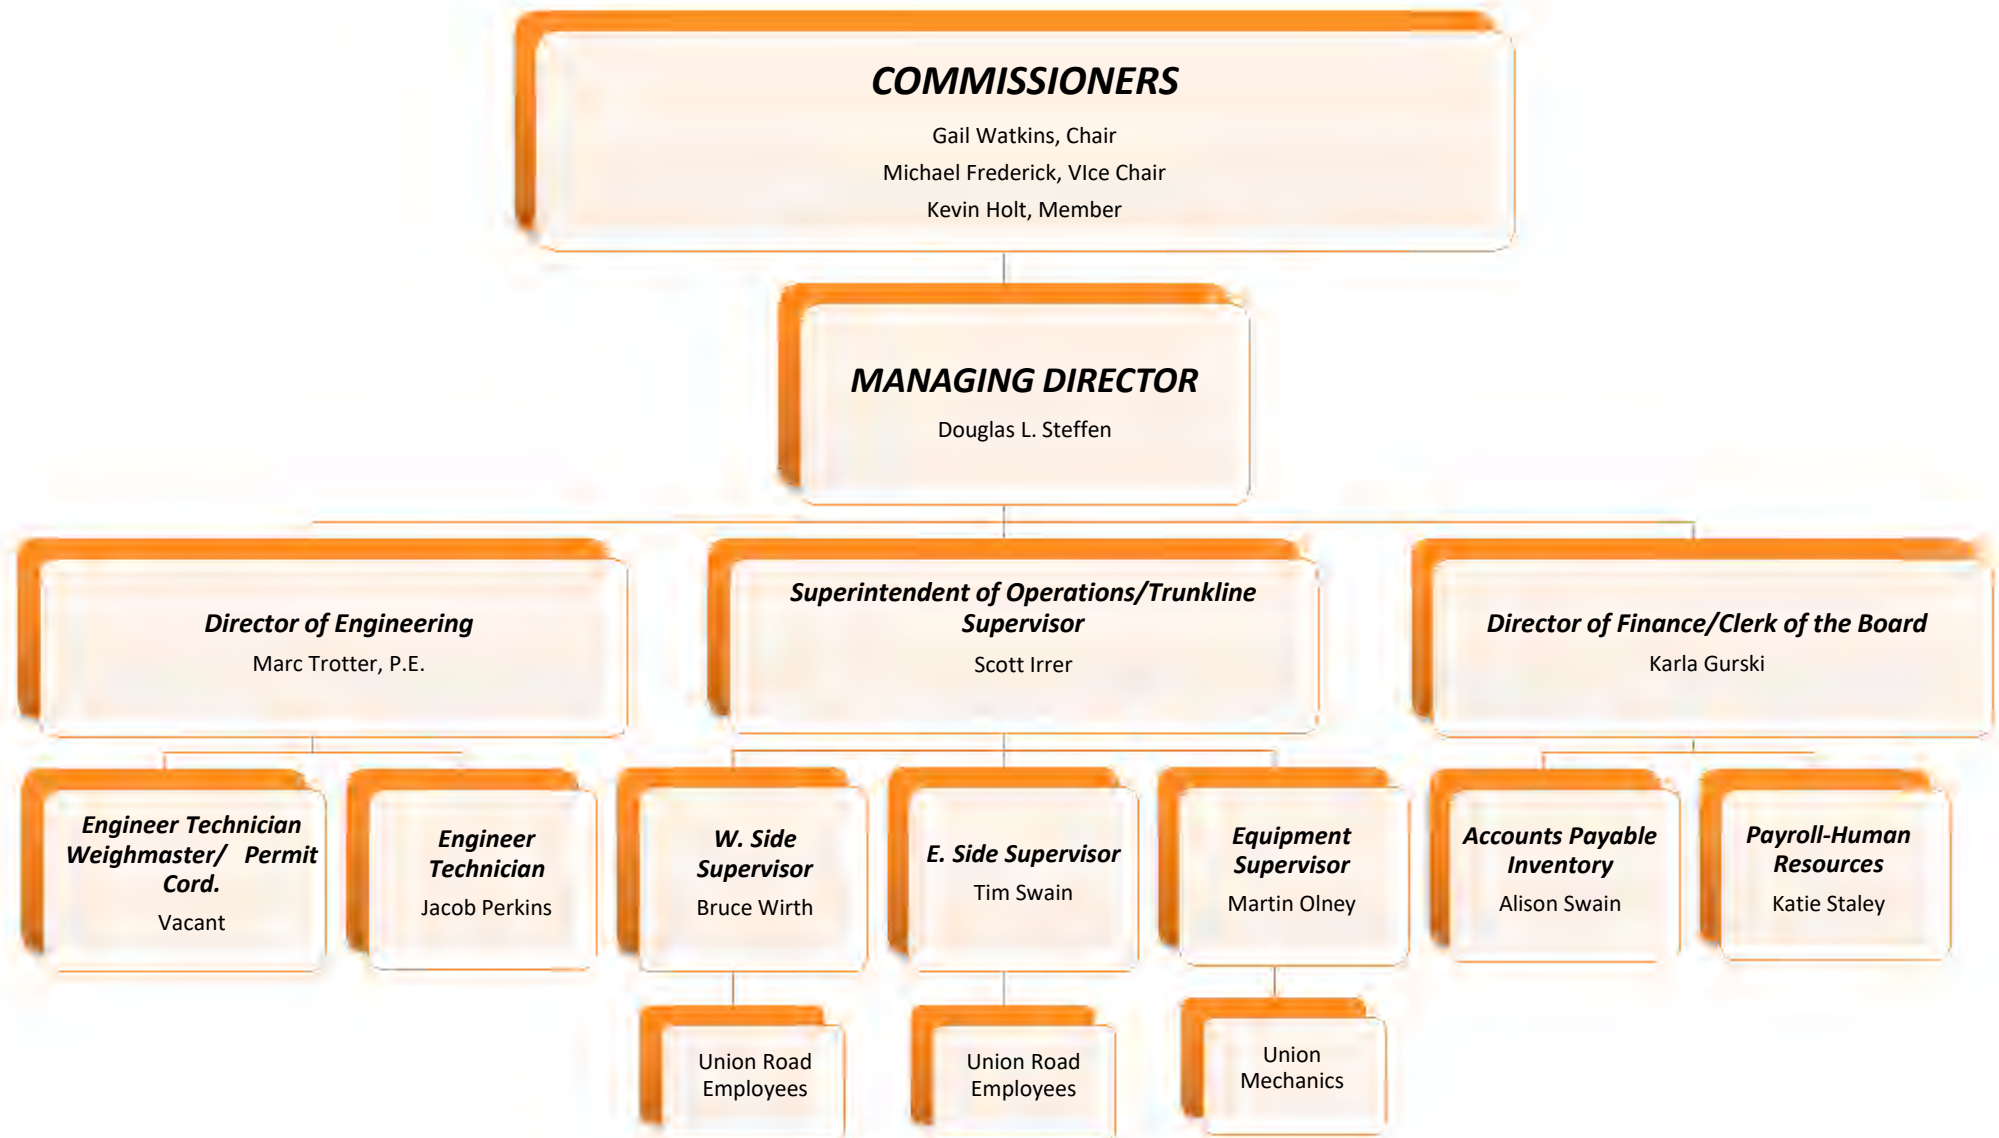 COMMISSIONERS
Gail Watkins, Chair
Michael Frederick, VIce Chair
Kevin Holt, Member
MANAGING DIRECTOR
Douglas L. Steffen
Director of Engineering
Marc Trotter, P.E.
Superintendent of Operations/Trunkline
Supervisor
Scott Irrer
Director of Finance/Clerk of the Board
Karla Gurski
Engineer Technician
Weighmaster/ Permit
Cord.
Vacant
Engineer
Technician
Jacob Perkins
W. Side
Supervisor
Bruce Wirth
E. Side Supervisor
Tim Swain
Equipment
Supervisor
Martin Olney
Accounts Payable
Inventory
Alison Swain
Payroll-Human
Resources
Katie Staley
Union Road
Employees
Union Road
Employees
Union
Mechanics